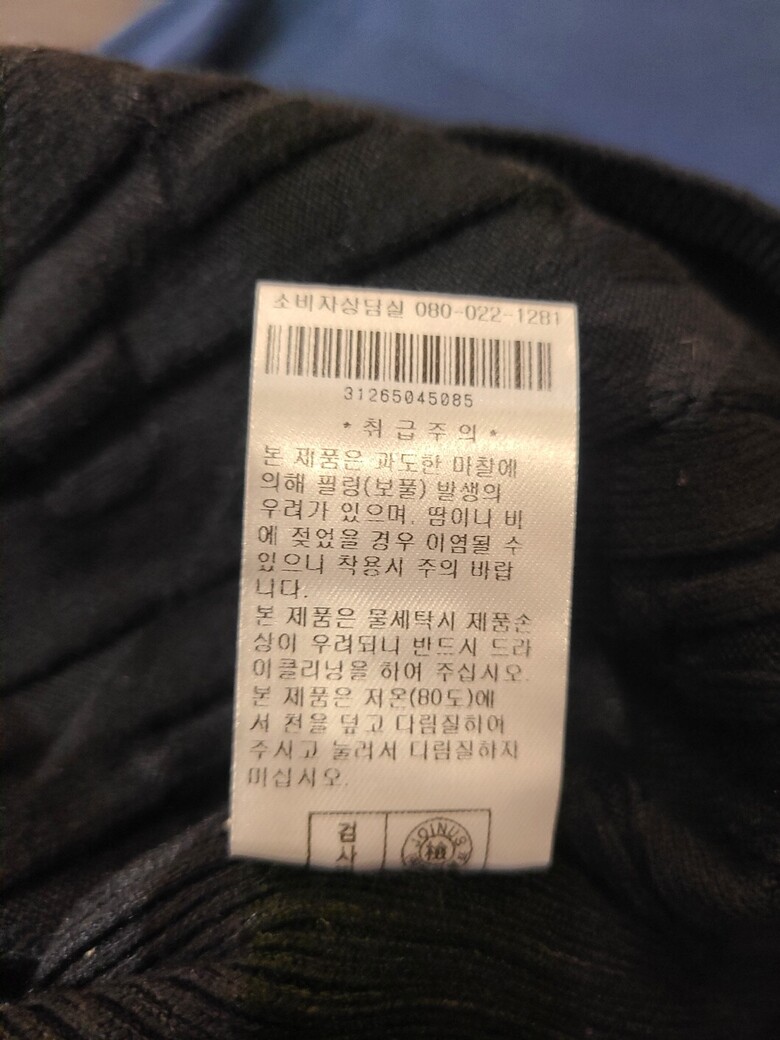 소비자상담실 080-022-1281
31265045085
*취급주의*
본 제품은 과도한 마찰에
의해 필링(보풀) 발생의
우려가 있으며, 땀이나 비
에 젖었을 경우 이염될 수
있으니 착용시 주의 바랍
니다.
본 제품은 물세탁시 제품손
상이 우려되니 반드시 드라
이클리닝을 하여 주십시오.
본 제품은 저온(80도)에
서 천을 덮고 다림질하여
주시고 눌러서 다림질하지
마십시오.
검 JOINUS
사 檢